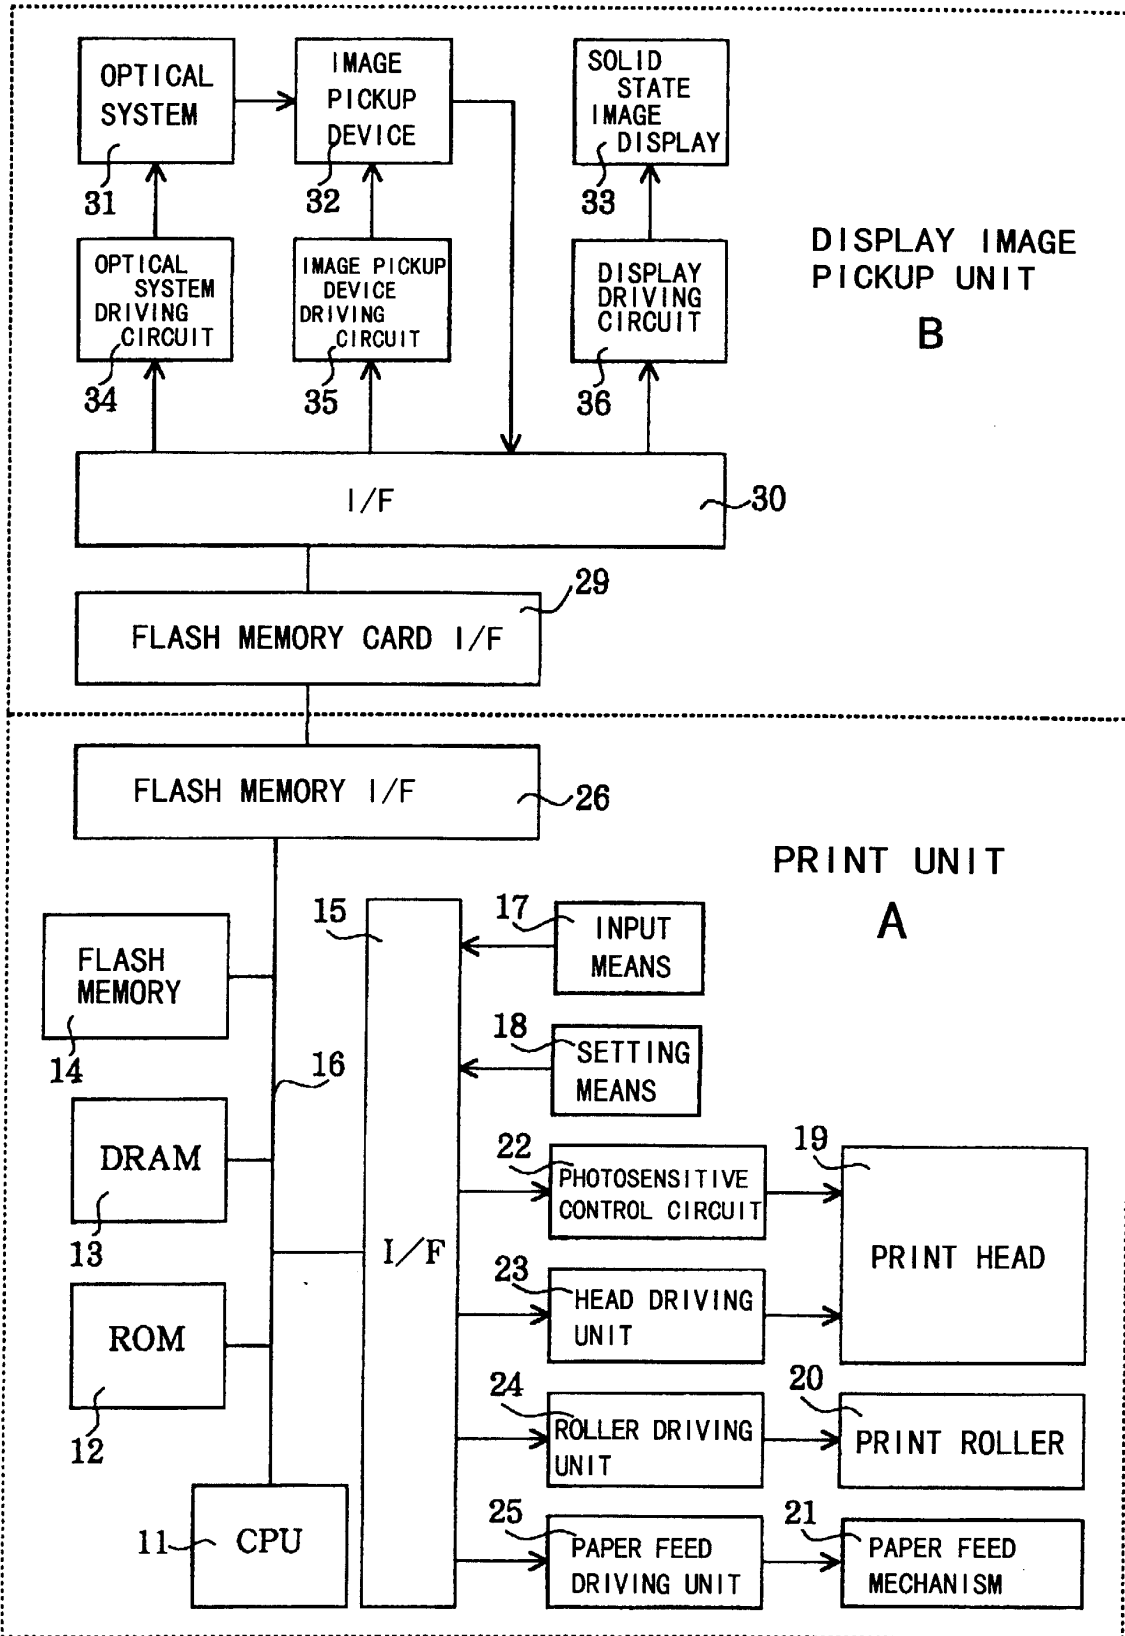 OPTICAL
SYSTEM
31
IMAGE
PICKUP
DEVICE
32
SOLID
STATE
IMAGE
DISPLAY
33
OPTICAL
SYSTEM
DRIVING
CIRCUIT
34
IMAGE PICKUP
DEVICE
DRIVING
CIRCUIT
35
DISPLAY
DRIVING
CIRCUIT
36
DISPLAY IMAGE
PICKUP UNIT
B
I/F
30
29
FLASH MEMORY CARD I/F
FLASH MEMORY I/F
26
PRINT UNIT
A
FLASH
MEMORY
14
16
DRAM
13
ROM
12
CPU
11
15
I/F
17
INPUT
MEANS
18
SETTING
MEANS
22
PHOTOSENSITIVE
CONTROL CIRCUIT
19
PRINT HEAD
23
HEAD DRIVING
UNIT
24
ROLLER DRIVING
UNIT
20
PRINT ROLLER
25
PAPER FEED
DRIVING UNIT
21
PAPER FEED
MECHANISM